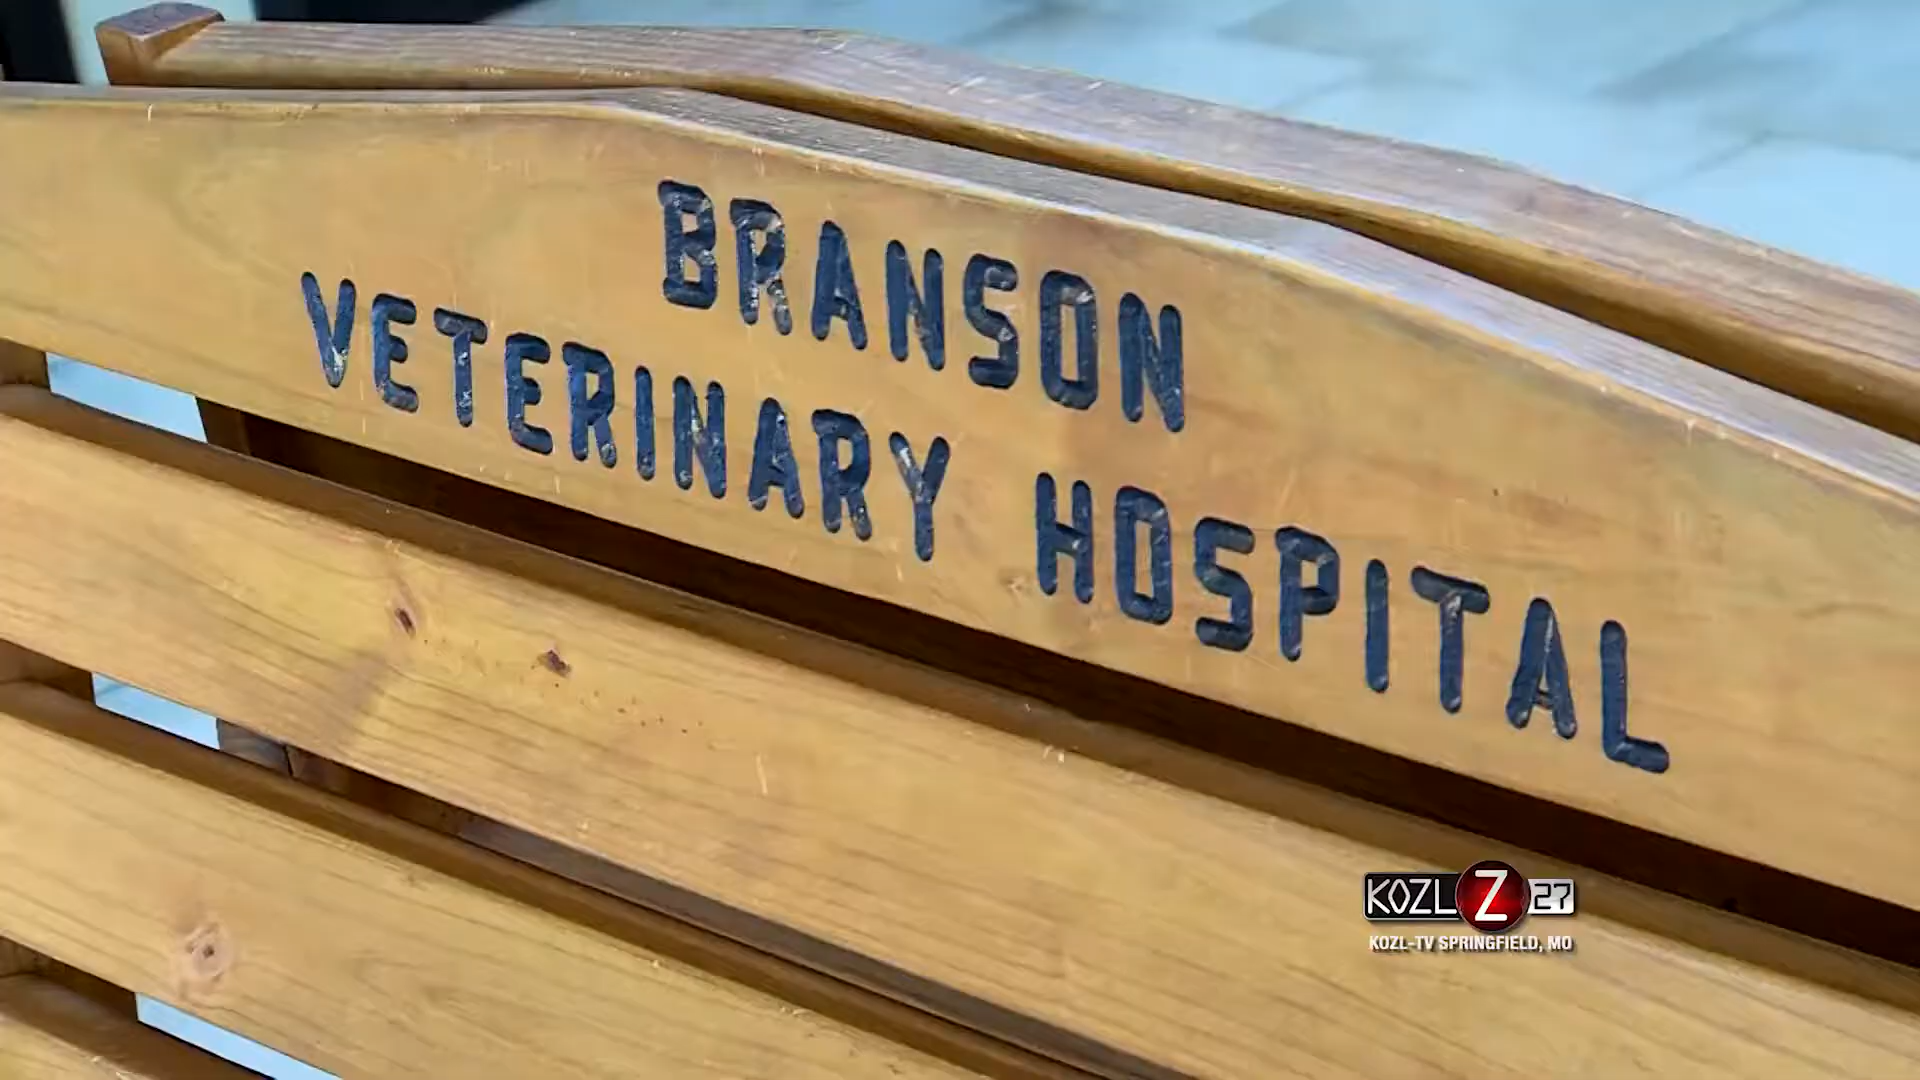 BRANSON
VETERINARY HOSPITAL
KOZL Z 27
KOZL-TV SPRINGFIELD, MO